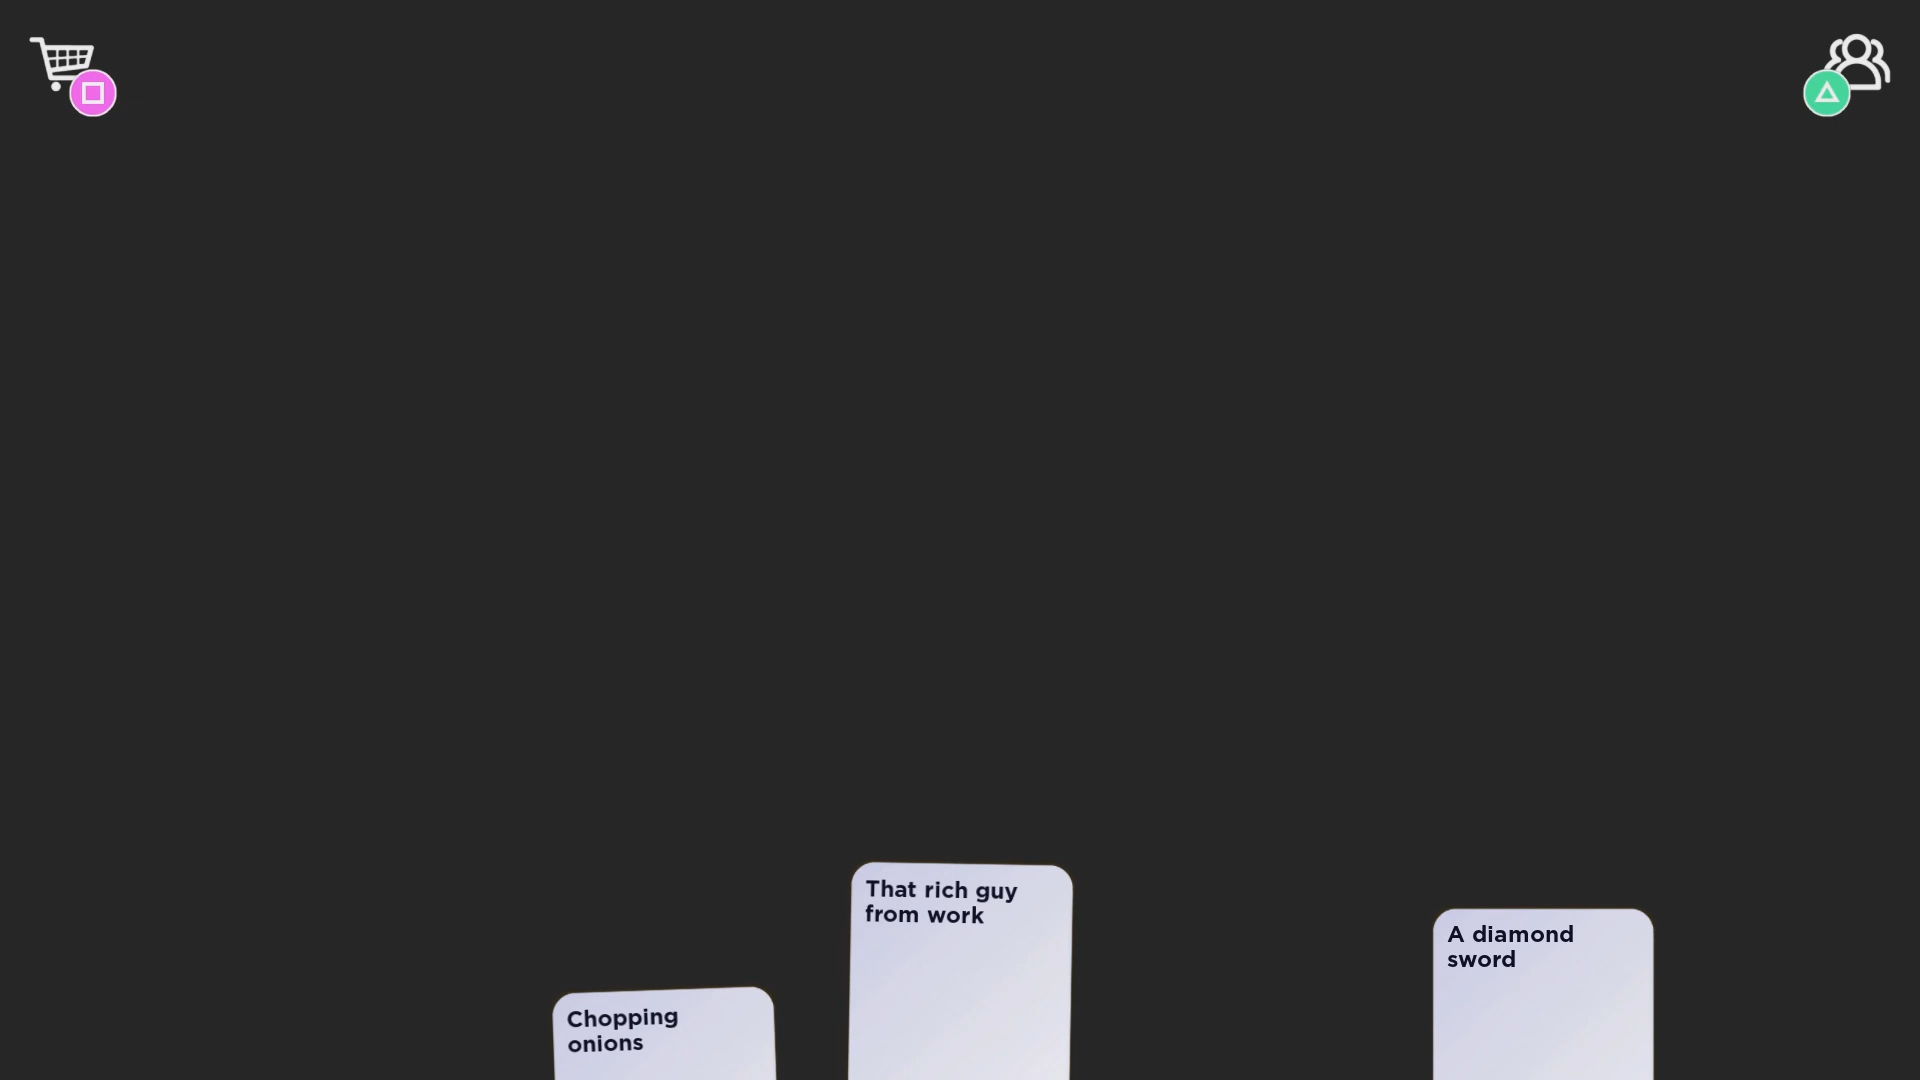 That rich guy
from work
A diamond
sword
Chopping
onions